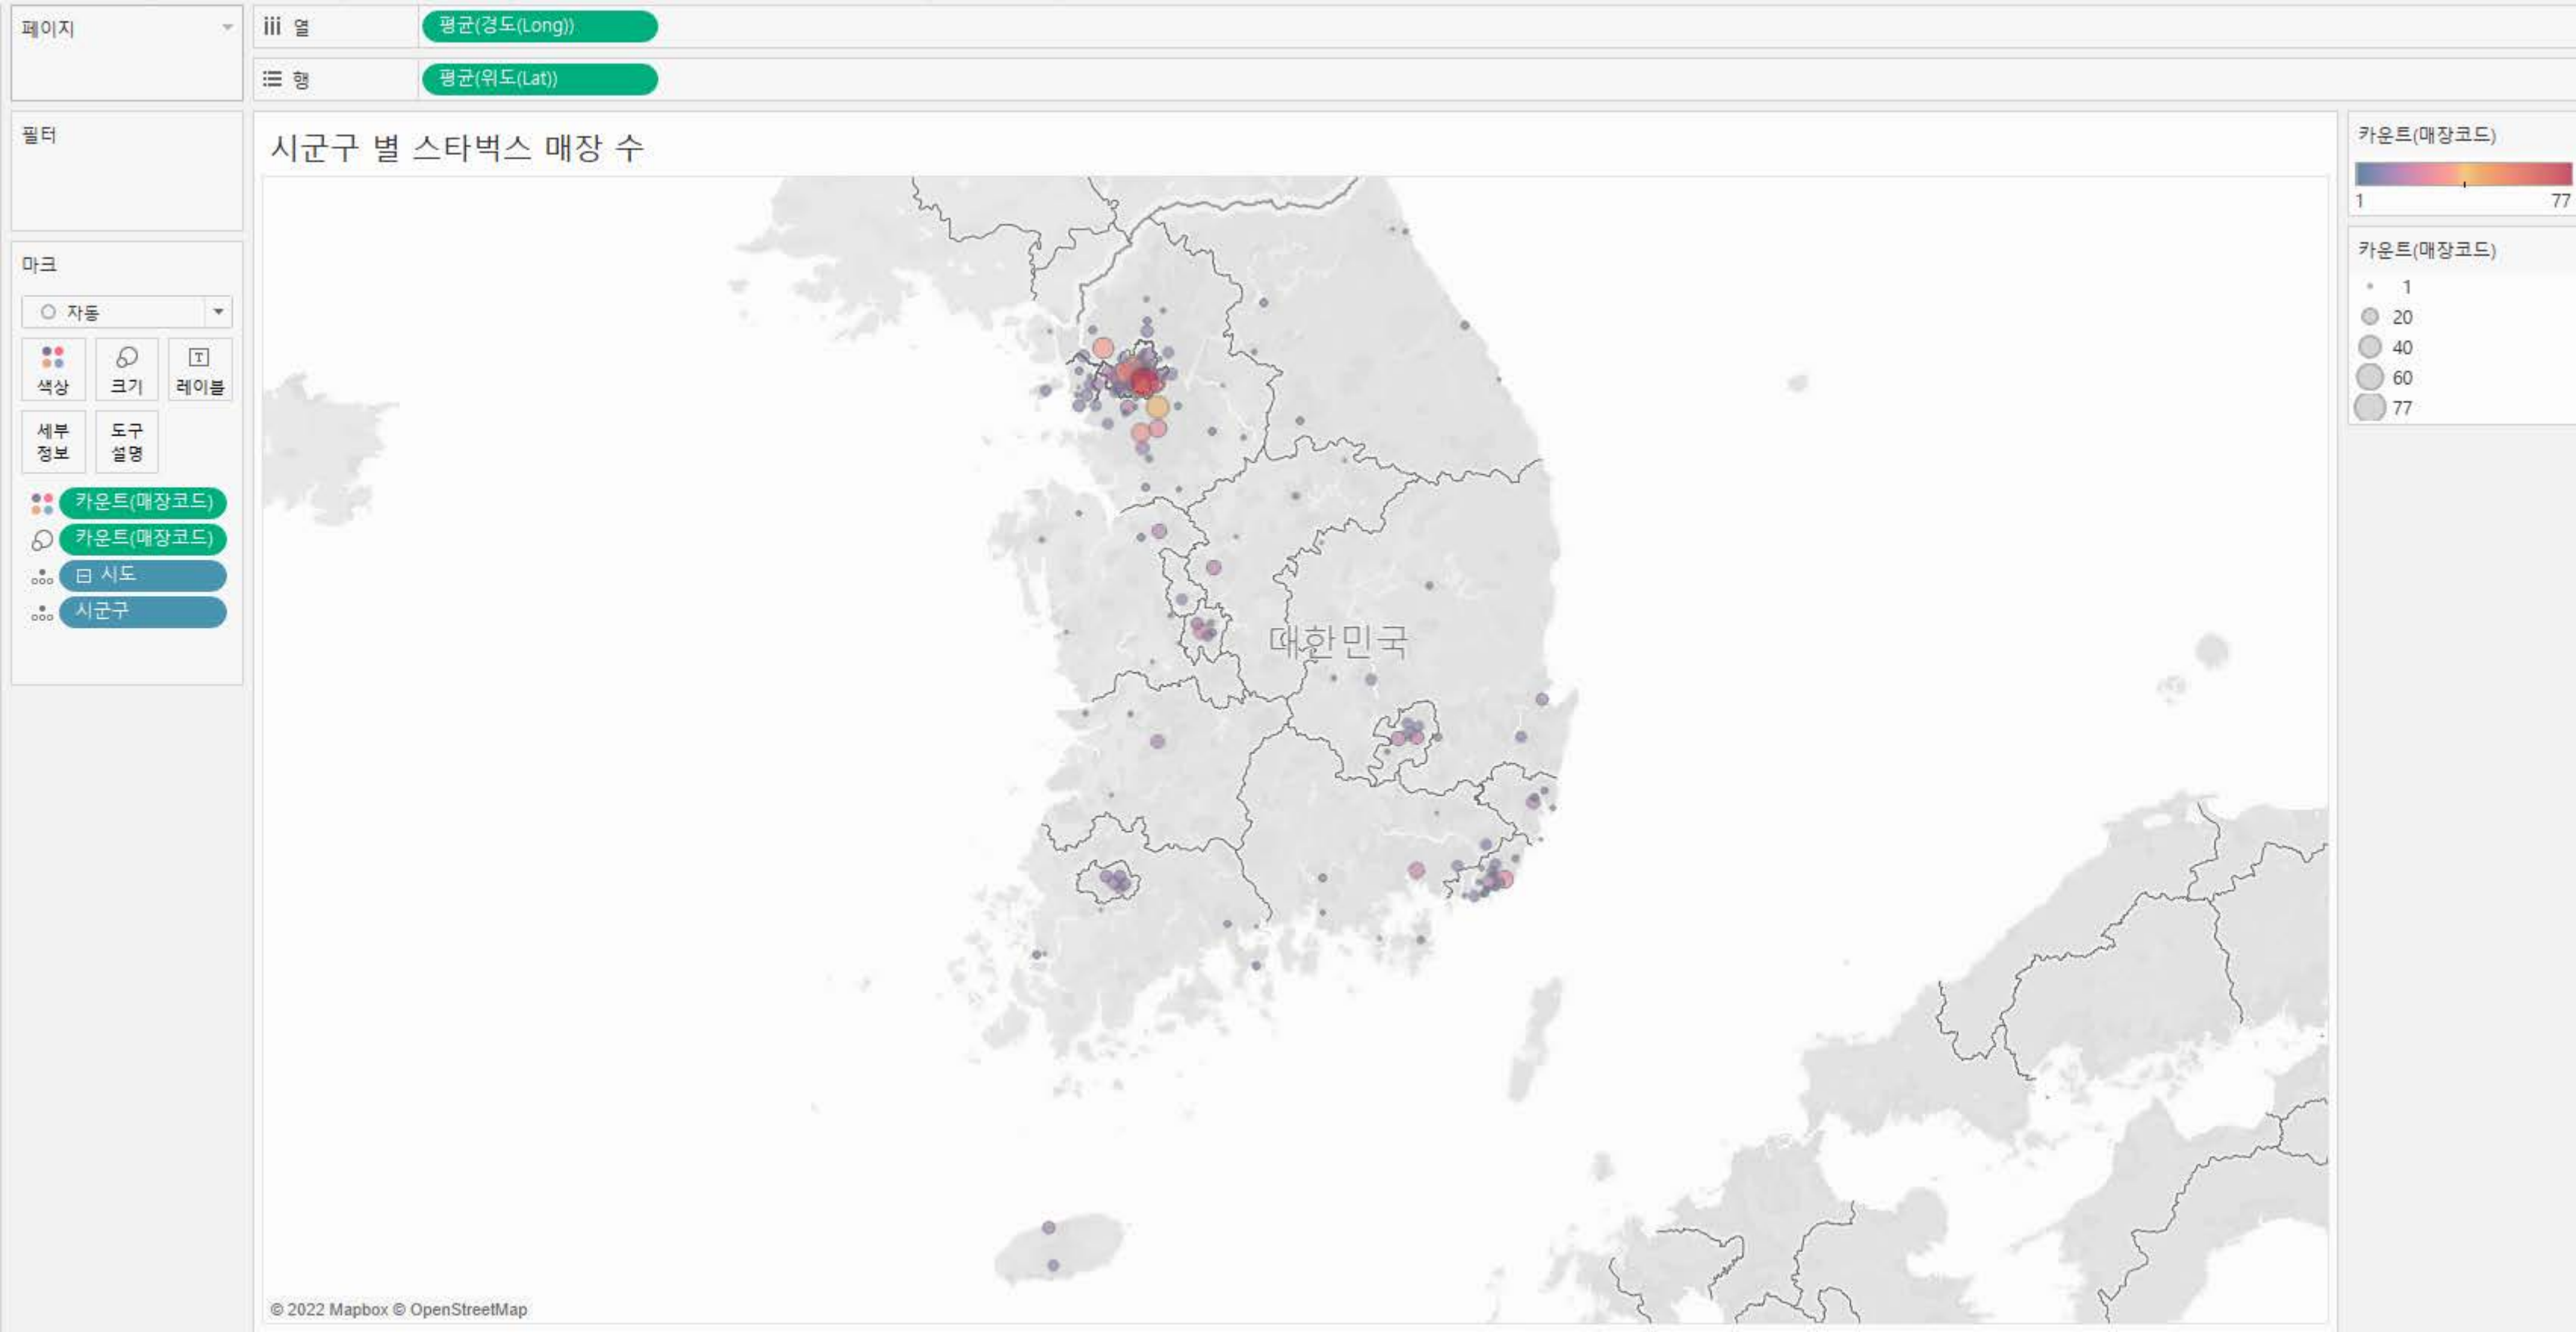 페이지
iii 열
평균(경도(Long))
행
평균(위도(Lat))
필터
시군구 별 스타벅스 매장 수
마크
자동
색상
크기
T
레이블
세부
정보
도구
설명
카운트(매장코드)
카운트(매장코드)
시도
시군구
대한민국
© 2022 Mapbox © OpenStreetMap
카운트(매장코드)
1
77
카운트(매장코드)
1
20
40
60
77